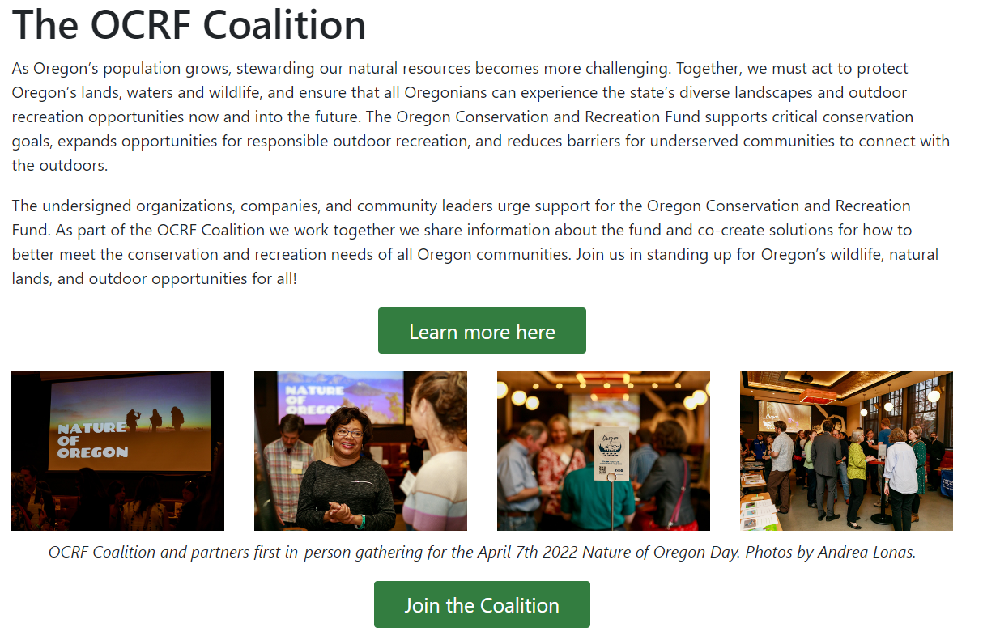 The OCRF Coalition
As Oregon’s population grows, stewarding our natural resources becomes more challenging. Together, we must act to protect
Oregon’s lands, waters and wildlife, and ensure that all Oregonians can experience the state’s diverse landscapes and outdoor
recreation opportunities now and into the future. The Oregon Conservation and Recreation Fund supports critical conservation
goals, expands opportunities for responsible outdoor recreation, and reduces barriers for underserved communities to connect with
the outdoors.
The undersigned organizations, companies, and community leaders urge support for the Oregon Conservation and Recreation
Fund. As part of the OCRF Coalition we work together we share information about the fund and co-create solutions for how to
better meet the conservation and recreation needs of all Oregon communities. Join us in standing up for Oregon’s wildlife, natural
lands, and outdoor opportunities for all!
Learn more here
NATURE
OF
OREGON
NATURE
OF
OREGO
Oregon
OCRF Coalition and partners first in-person gathering for the April 7th 2022 Nature of Oregon Day. Photos by Andrea Lonas.
Join the Coalition